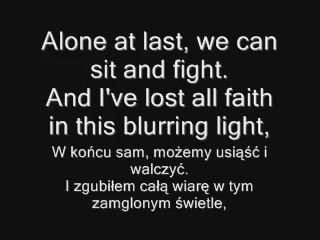 Alone at last, we can
sit and fight.
And I've lost all faith
in this blurring light,
W końcu sam, możemy usiąść i
walczyć.
I zgubiłem całą wiarę w tym
zamglonym świetle,